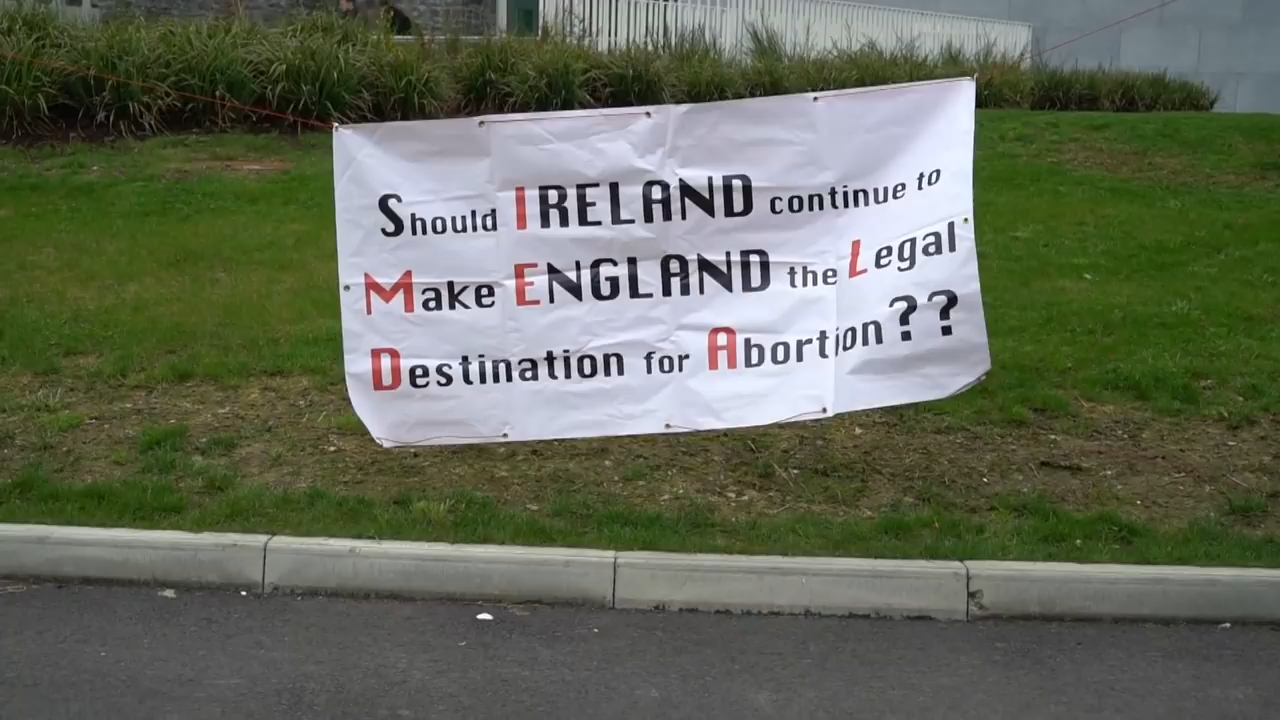 Should IRELAND continue to
Make ENGLAND the Legal
Destination for Abortion??